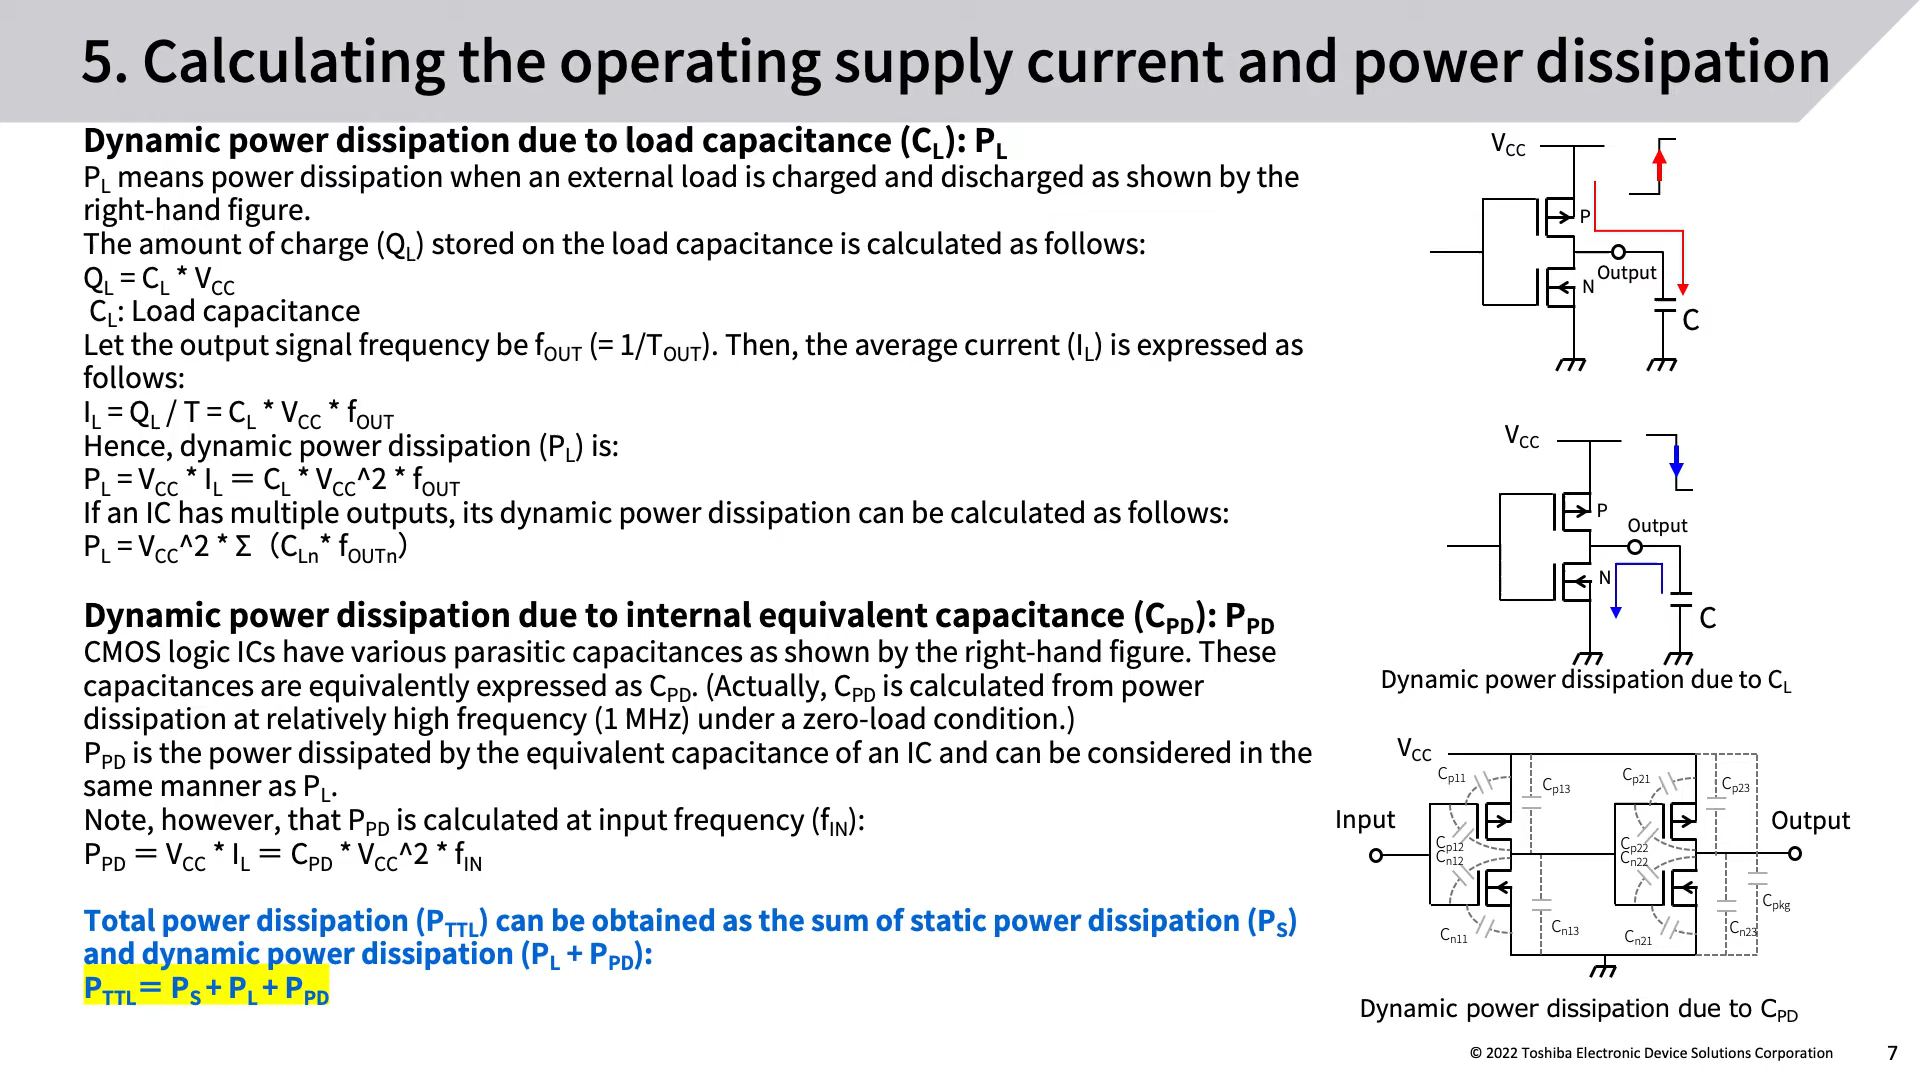 5. Calculating the operating supply current and power dissipation
Dynamic power dissipation due to load capacitance (CL): PL
PL means power dissipation when an external load is charged and discharged as shown by the
right-hand figure.
The amount of charge (QL) stored on the load capacitance is calculated as follows:
QL = CL * VCC
CL: Load capacitance
Let the output signal frequency be fOUT (= 1/TOUT). Then, the average current (IL) is expressed as
follows:
IL = QL / T = CL * VCC * fOUT
Hence, dynamic power dissipation (PL) is:
PL = VCC * IL ＝ CL * VCC^2 * fOUT
If an IC has multiple outputs, its dynamic power dissipation can be calculated as follows:
PL = VCC^2 * Σ（CLn* fOUTn）
Dynamic power dissipation due to internal equivalent capacitance (CPD): PPD
CMOS logic ICs have various parasitic capacitances as shown by the right-hand figure. These
capacitances are equivalently expressed as CPD. (Actually, CPD is calculated from power
dissipation at relatively high frequency (1 MHz) under a zero-load condition.)
PPD is the power dissipated by the equivalent capacitance of an IC and can be considered in the
same manner as PL.
Note, however, that PPD is calculated at input frequency (fIN):
PPD ＝ VCC * IL ＝ CPD * VCC^2 * fIN
Total power dissipation (PTTL) can be obtained as the sum of static power dissipation (PS)
and dynamic power dissipation (PL + PPD):
PTTL＝ PS + PL + PPD
VCC
P
Output
N
C
VCC
P
Output
N
C
Dynamic power dissipation due to CL
VCC
Cp11
Cp13
Cp21
Cp23
Input
Output
Cp12
Cn12
Cp22
Cn22
Cpkg
Cn11
Cn13
Cn21
Cn23
Dynamic power dissipation due to CPD
© 2022 Toshiba Electronic Device Solutions Corporation
7